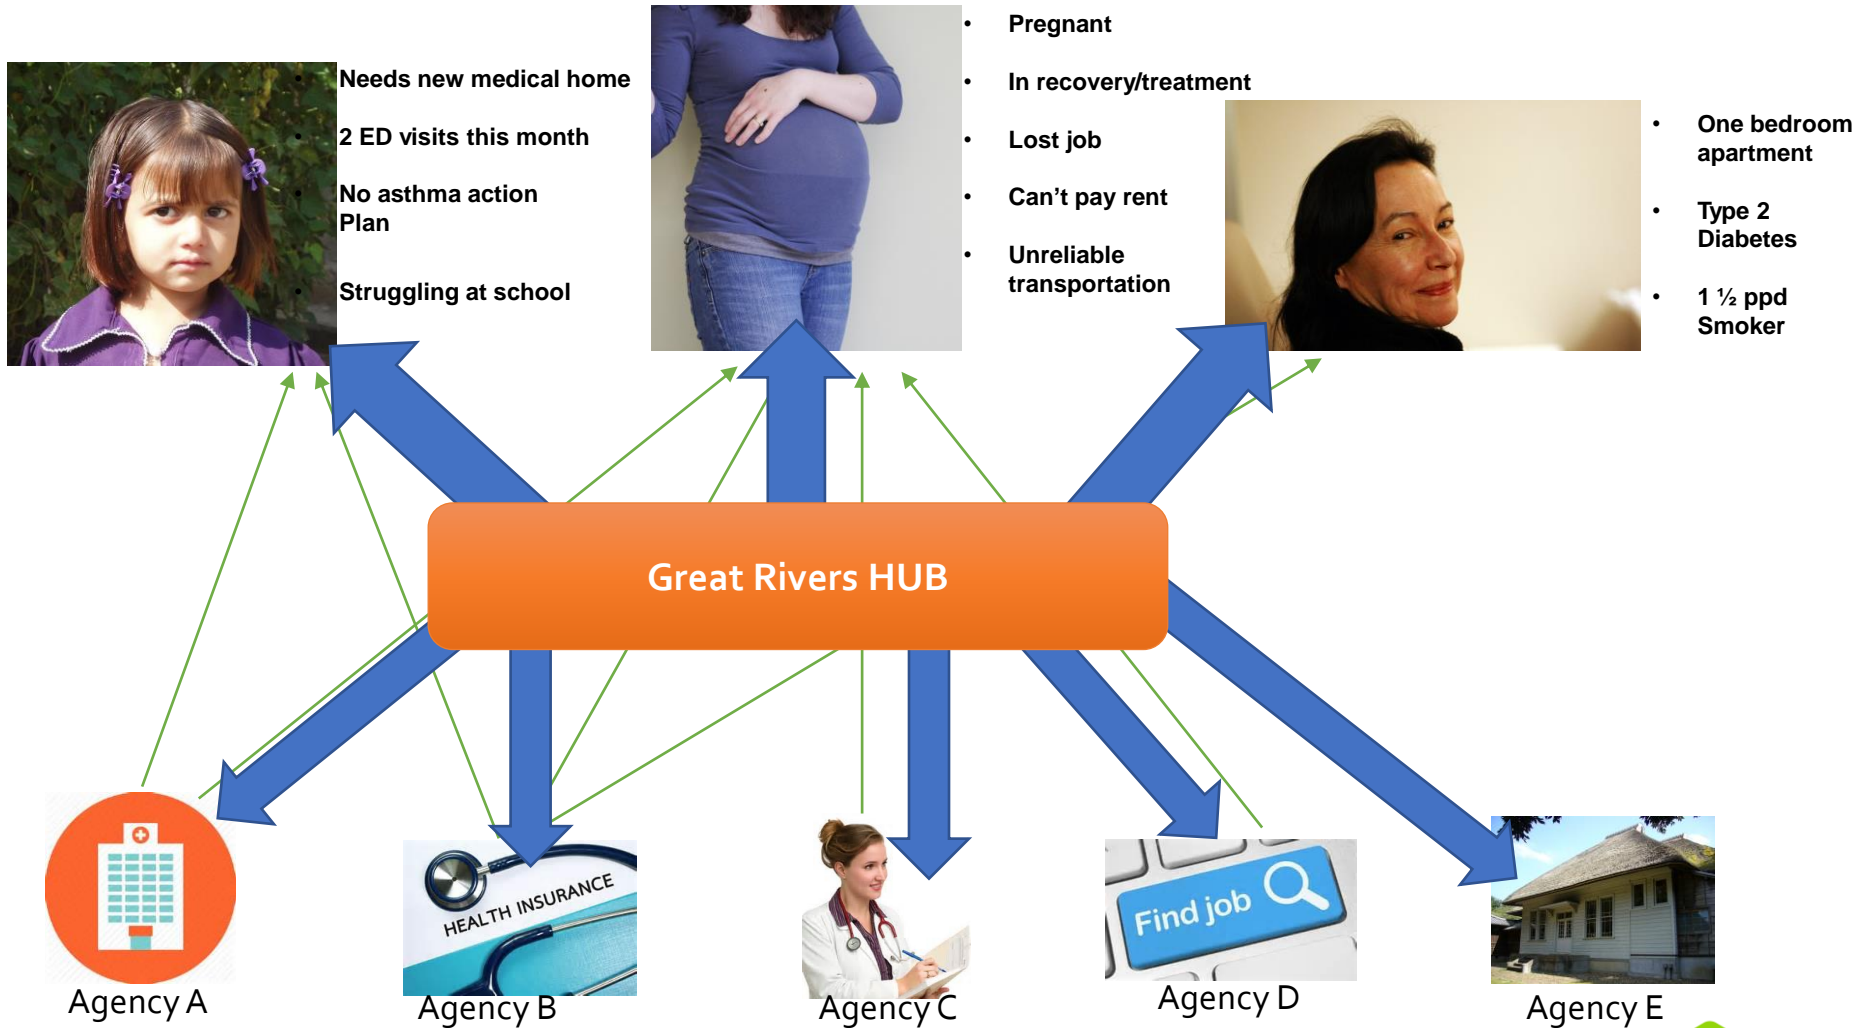 • Needs new medical home
• 2 ED visits this month
• No asthma action
Plan
• Struggling at school
• Pregnant
• In recovery/treatment
• Lost job
• Can’t pay rent
• Unreliable
transportation
• One bedroom
apartment
• Type 2
Diabetes
• 1 ½ ppd
Smoker
Great Rivers HUB
HEALTH INSURANCE
Find job
Agency A
Agency B
Agency C
Agency D
Agency E